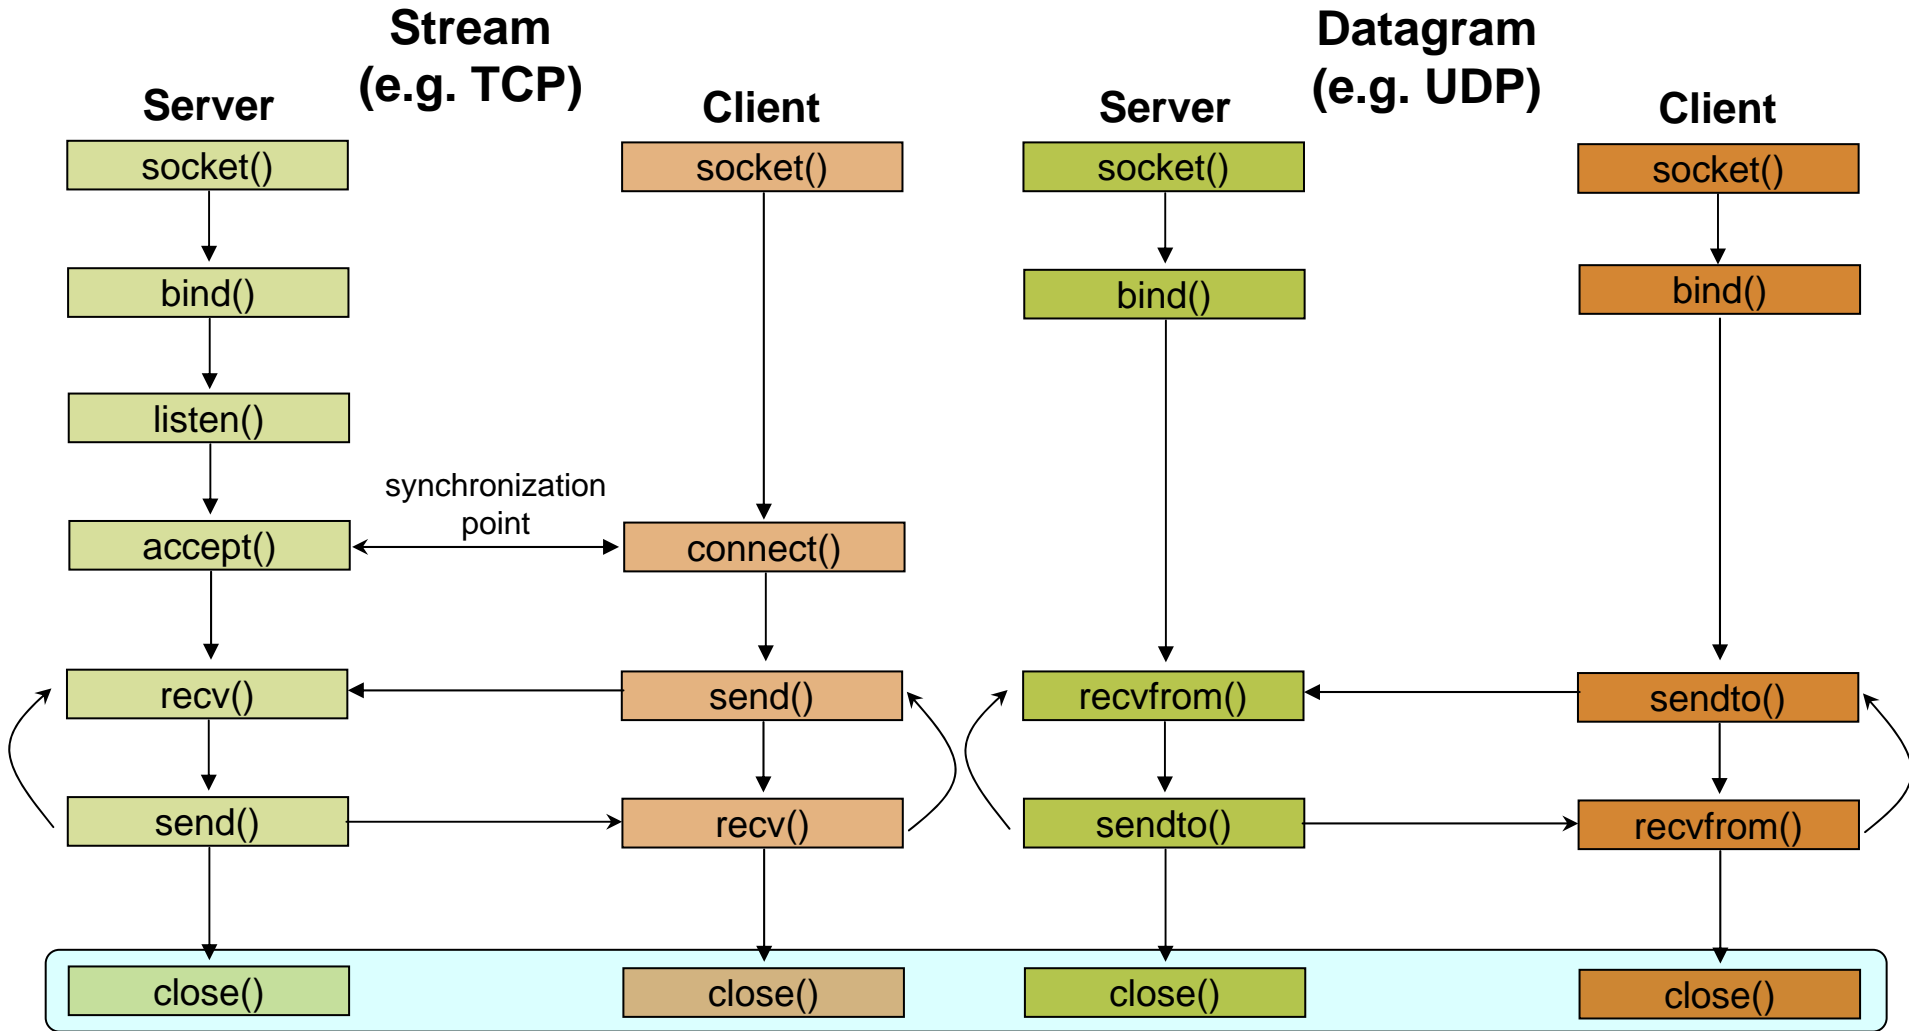 Stream
(e.g. TCP)
Server
Client
socket()
bind()
listen()
accept()
recv()
send()
close()
synchronization
point
socket()
connect()
send()
recv()
close()
Datagram
(e.g. UDP)
Server
Client
socket()
bind()
recvfrom()
sendto()
close()
socket()
bind()
sendto()
recvfrom()
close()